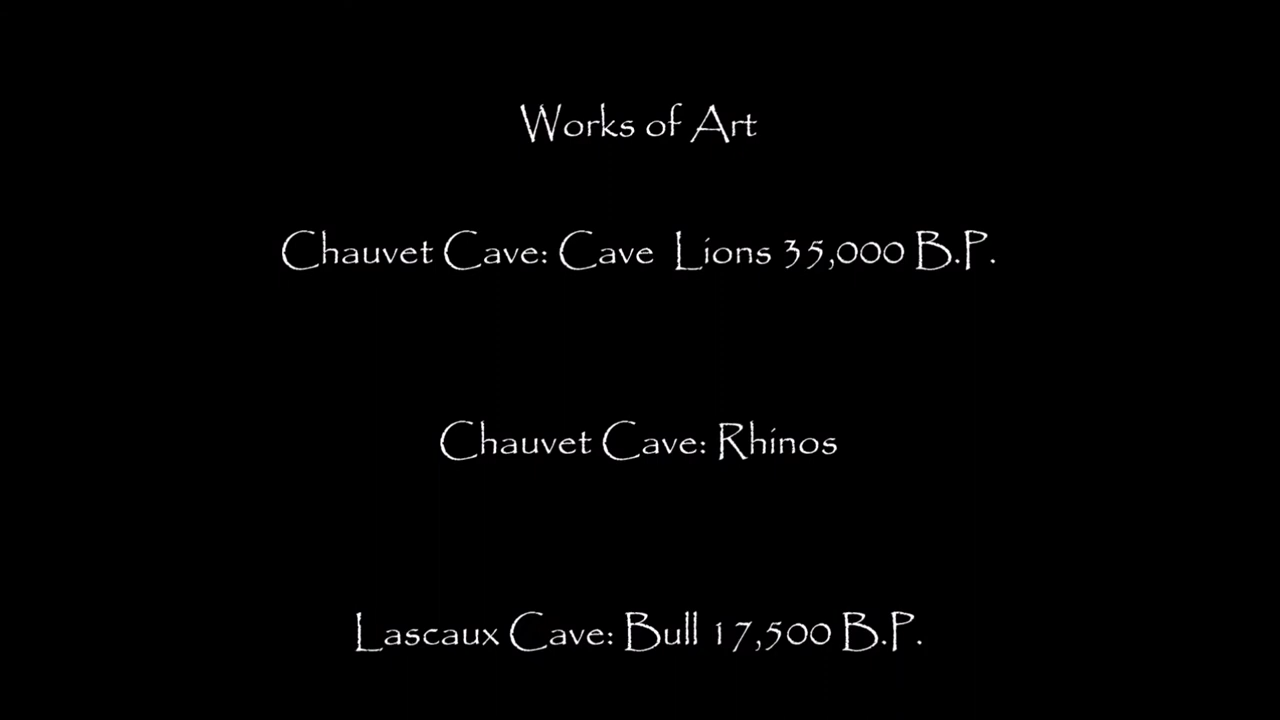 Works of Art
Chauvet Cave: Cave Lions 35,000 B.P.
Chauvet Cave: Rhinos
Lascaux Cave: Bull 17,500 B.P.